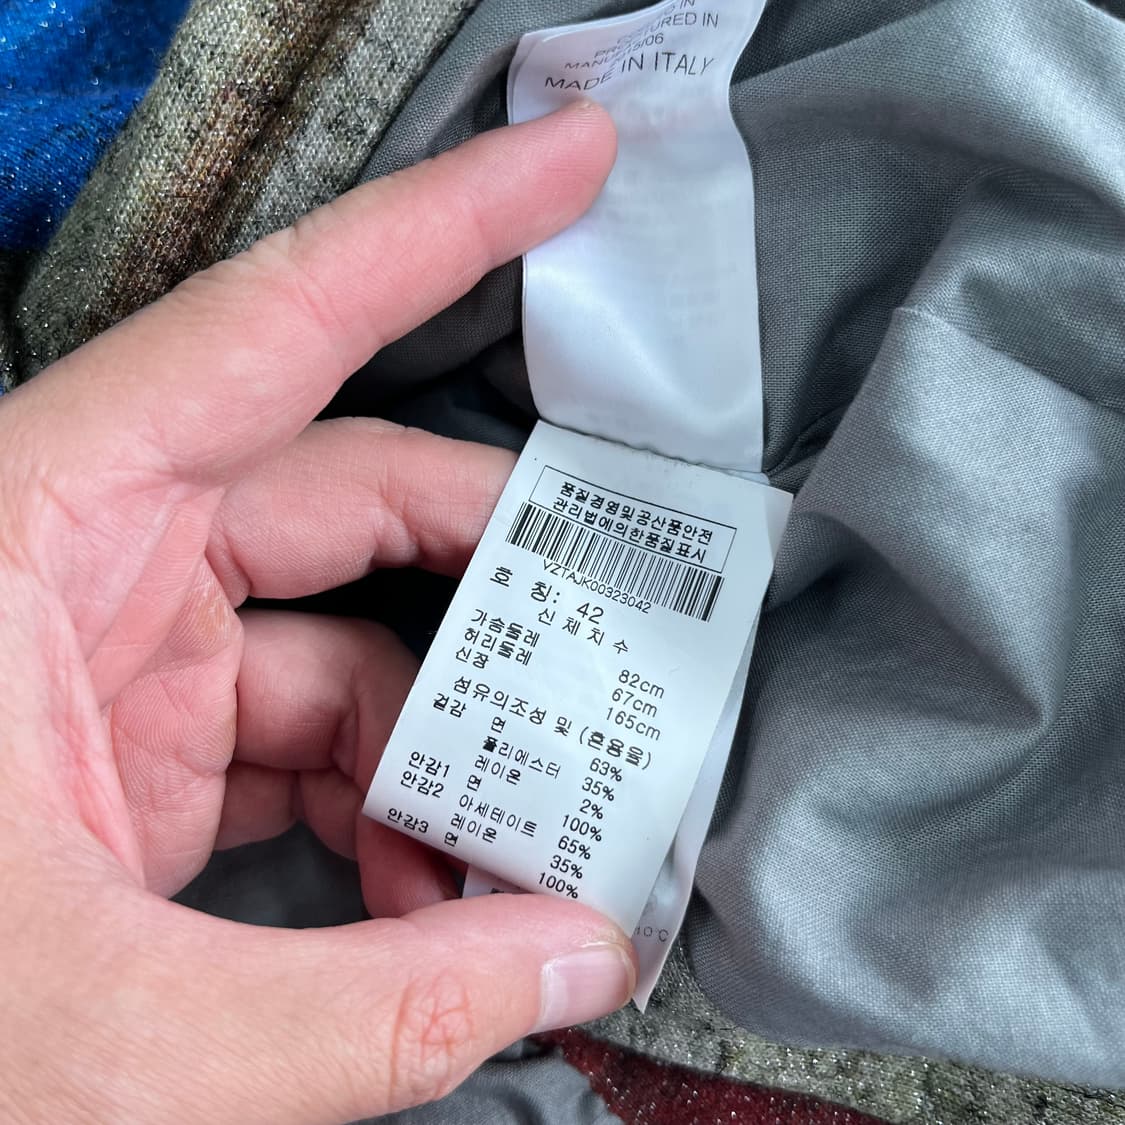 MADE IN ITALY
품질경영및공산품안전
관리법에의한품질표시
VZTAJK00323042
호 칭: 42
신체치수
가슴둘레 82cm
허리둘레 67cm
신장 165cm
섬유의조성 및 (혼용율)
겉감 면 63%
폴리에스터 35%
레이온 2%
안감1 면 100%
안감2 아세테이트 65%
레이온 35%
안감3 면 100%